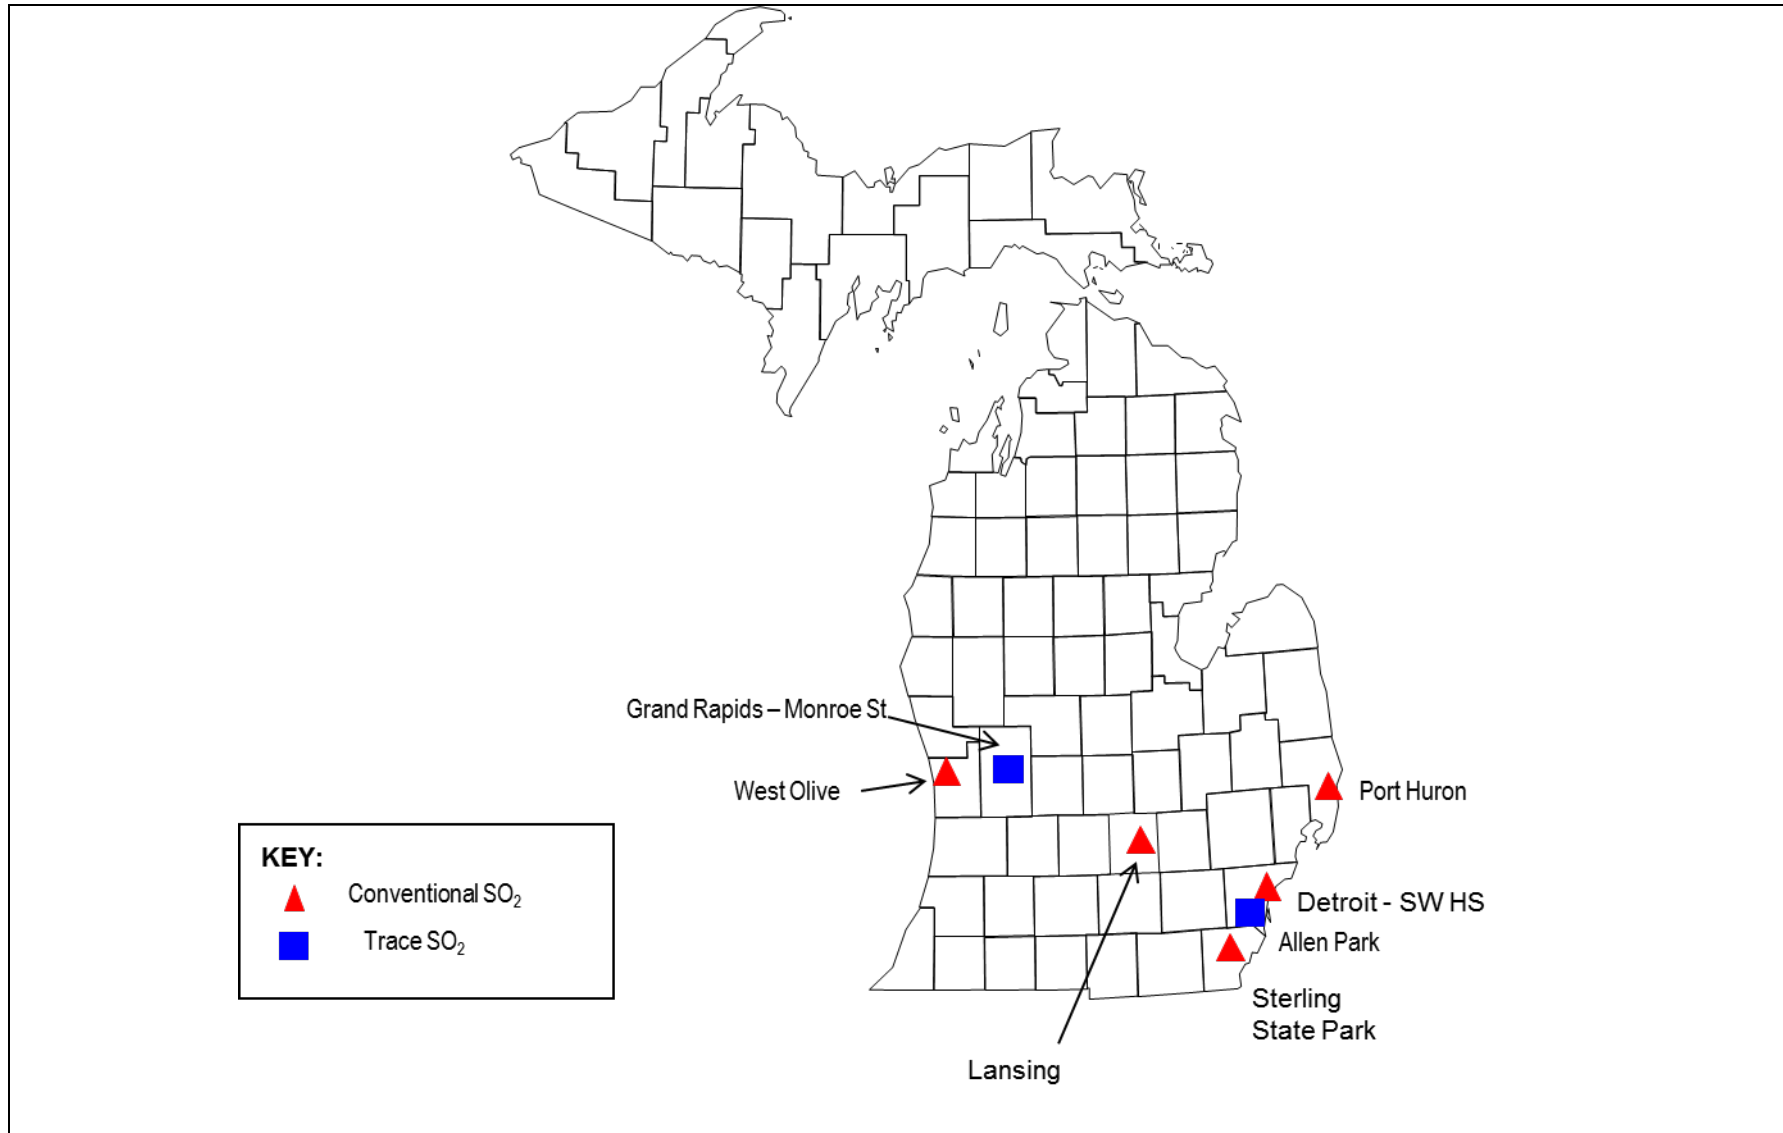 Grand Rapids – Monroe St
West Olive
Port Huron
KEY:
Conventional SO₂
Trace SO₂
Detroit - SW HS
Allen Park
Sterling
State Park
Lansing